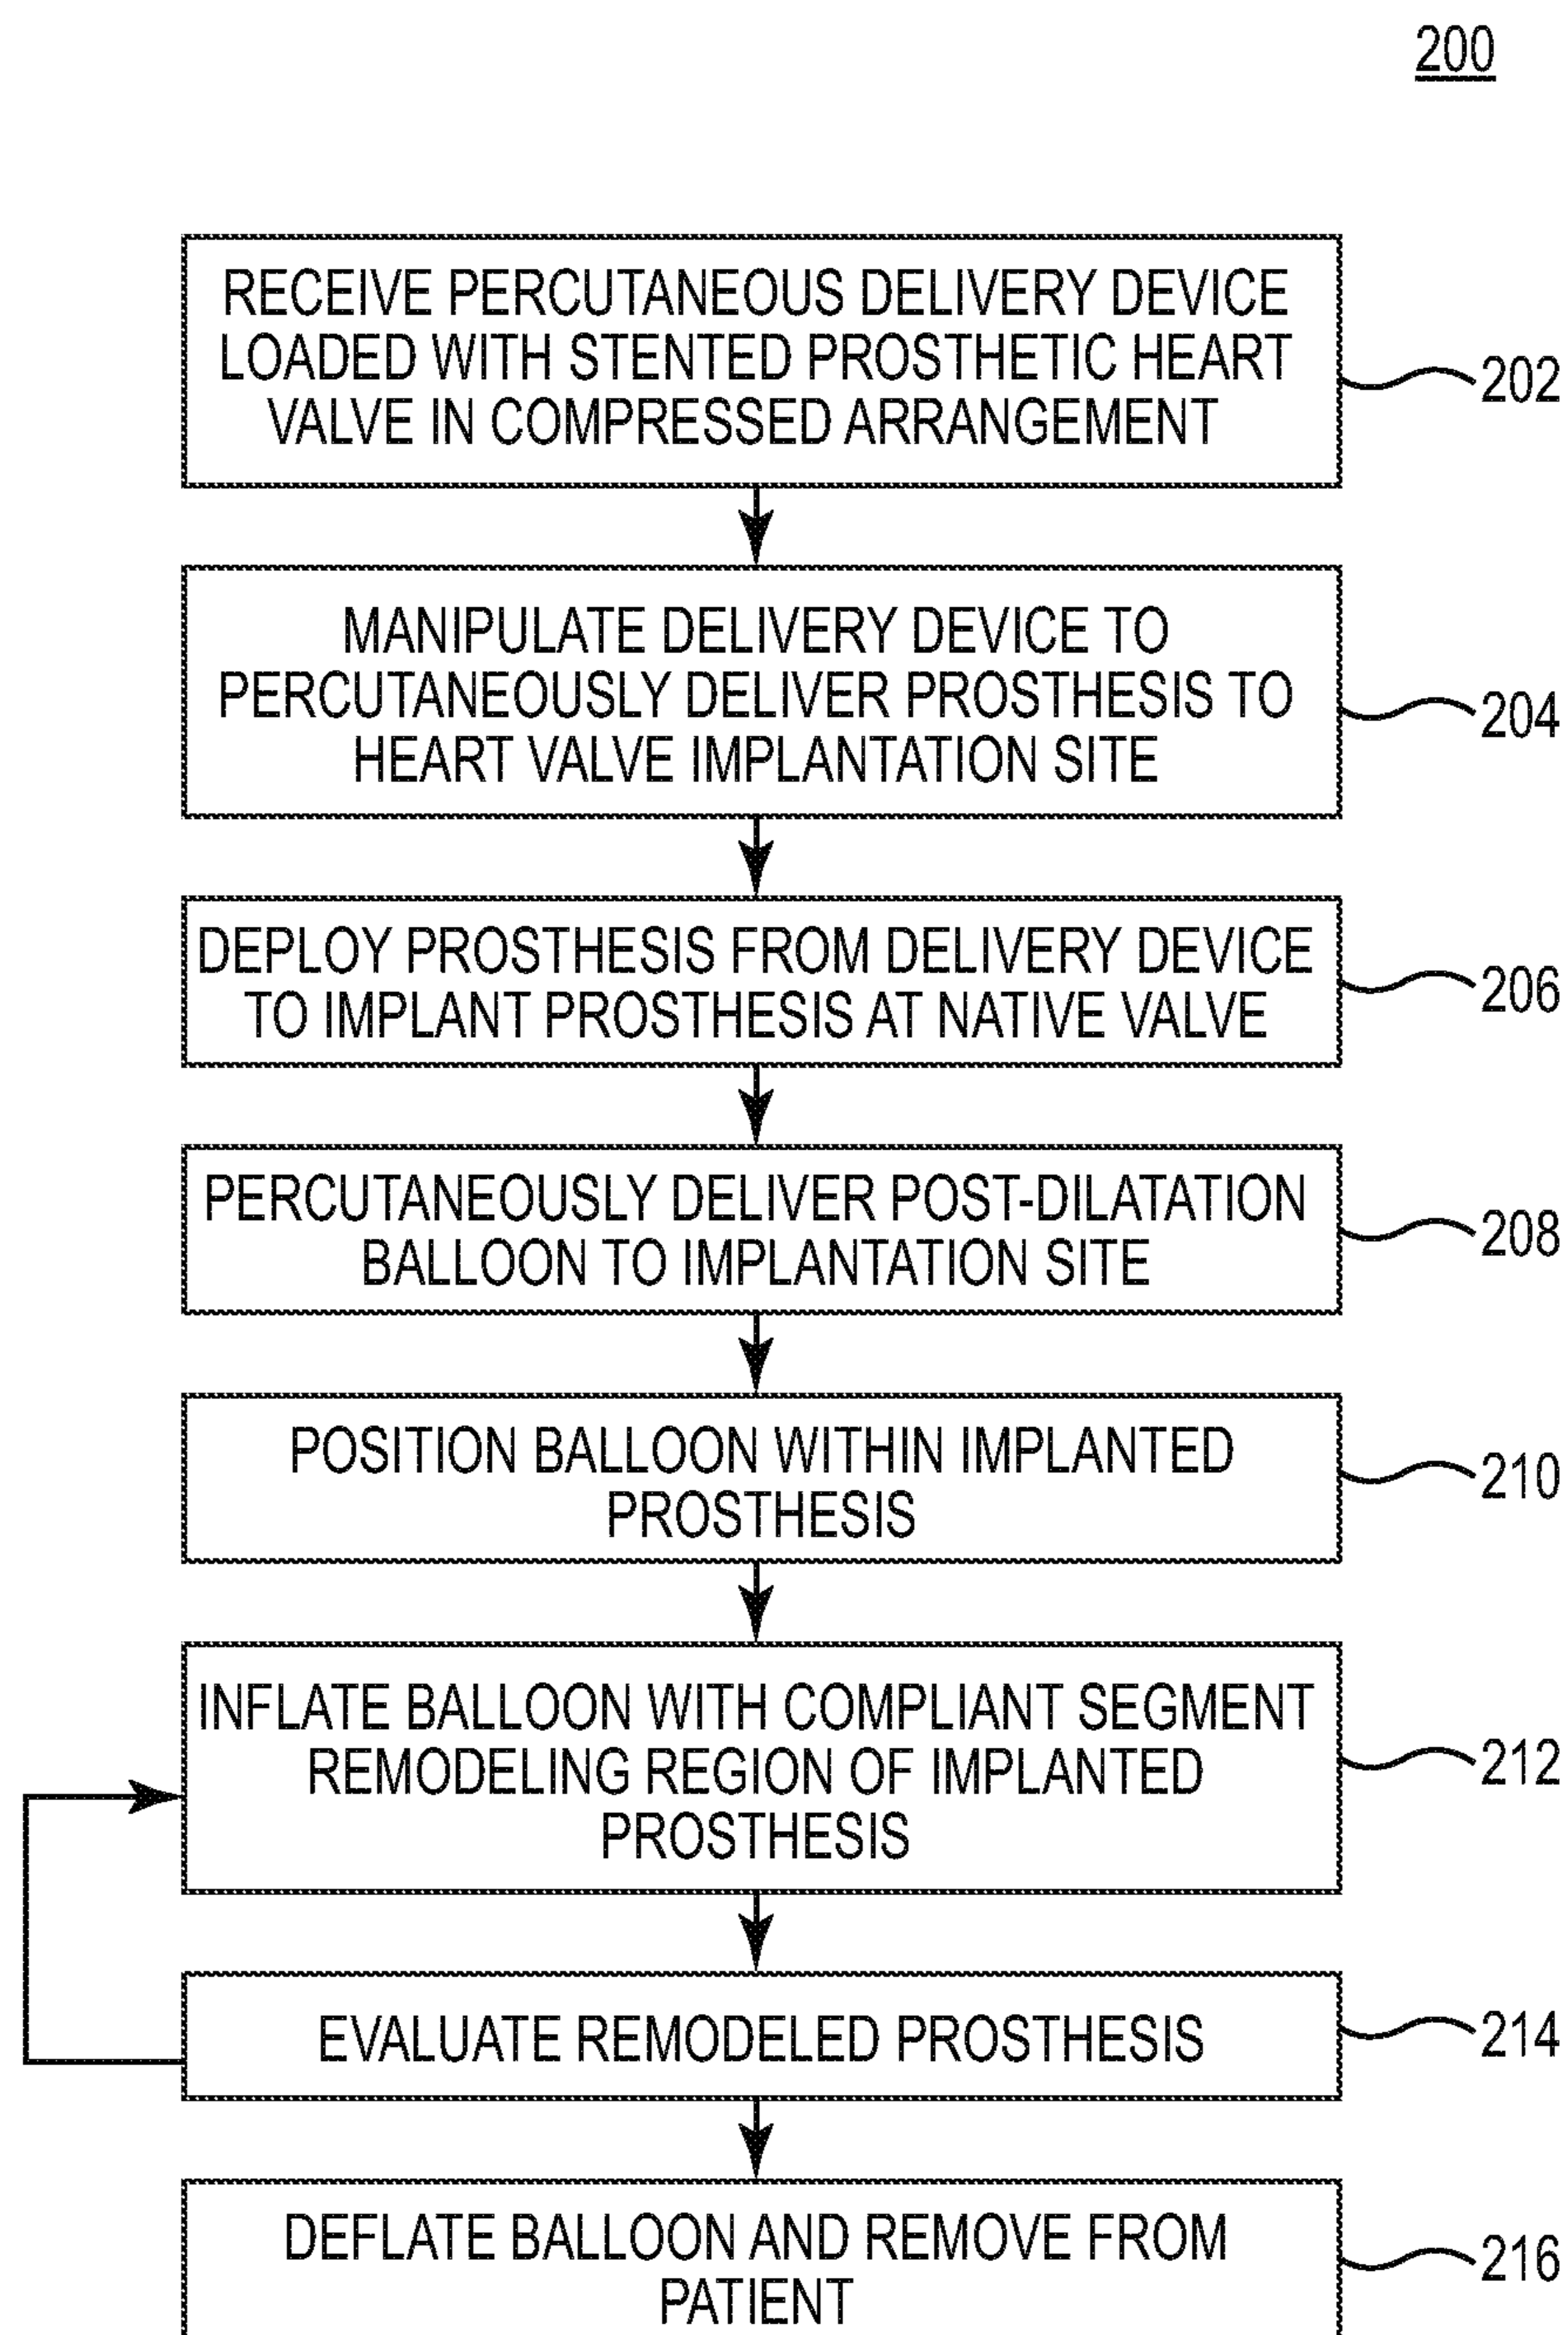 200
RECEIVE PERCUTANEOUS DELIVERY DEVICE
LOADED WITH STENTED PROSTHETIC HEART
VALVE IN COMPRESSED ARRANGEMENT
202
MANIPULATE DELIVERY DEVICE TO
PERCUTANEOUSLY DELIVER PROSTHESIS TO
HEART VALVE IMPLANTATION SITE
204
DEPLOY PROSTHESIS FROM DELIVERY DEVICE
TO IMPLANT PROSTHESIS AT NATIVE VALVE
206
PERCUTANEOUSLY DELIVER POST-DILATATION
BALLOON TO IMPLANTATION SITE
208
POSITION BALLOON WITHIN IMPLANTED
PROSTHESIS
210
INFLATE BALLOON WITH COMPLIANT SEGMENT
REMODELING REGION OF IMPLANTED
PROSTHESIS
212
EVALUATE REMODELED PROSTHESIS
214
DEFLATE BALLOON AND REMOVE FROM
PATIENT
216